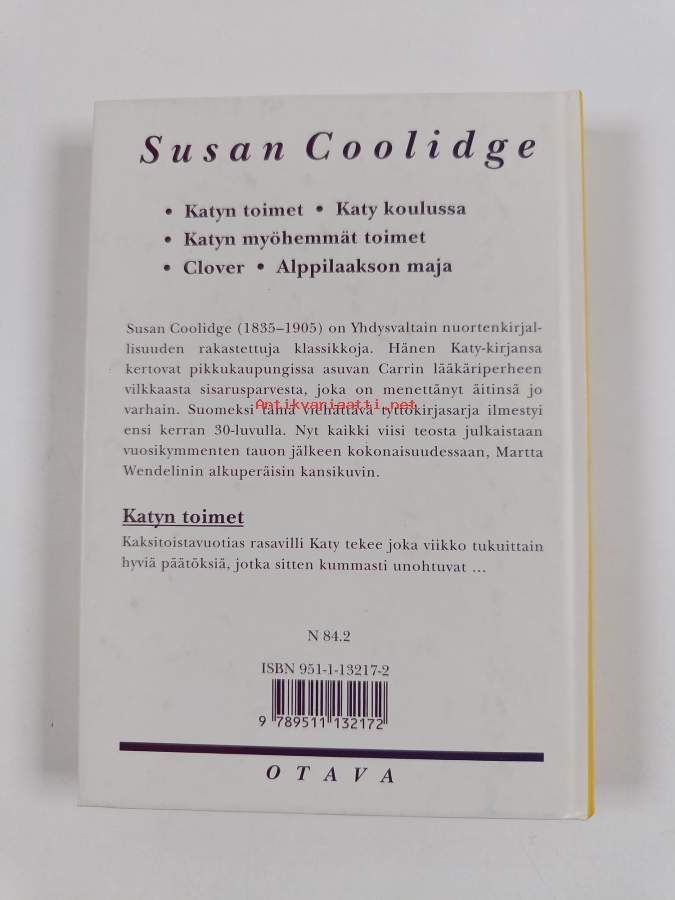 Susan Coolidge
• Katyn toimet • Katy koulussa
• Katyn myöhemmät toimet
• Clover • Alppilaakson maja
Susan Coolidge (1835–1905) on Yhdysvaltain nuortenkirjal-
lisuuden rakastettuja klassikkoja. Hänen Katy-kirjansa
kertovat pikkukaupungissa asuvan Carrin lääkäriperheen
vilkkaasta sisarusparvesta, joka on menettänyt äitinsä jo
varhain. Suomeksi tämä viehättävä tyttökirjasarja ilmestyi
Antikvariaatti.net
ensi kerran 30-luvulla. Nyt kaikki viisi teosta julkaistaan
vuosikymmenten tauon jälkeen kokonaisuudessaan, Martta
Wendelinin alkuperäisin kansikuvin.
Katyn toimet
Kaksitoistavuotias rasavilli Katy tekee joka viikko tukuittain
hyviä päätöksiä, jotka sitten kummasti unohtuvat ...
N 84.2
ISBN 951-1-13217-2
9 789511 132172
OTAVA